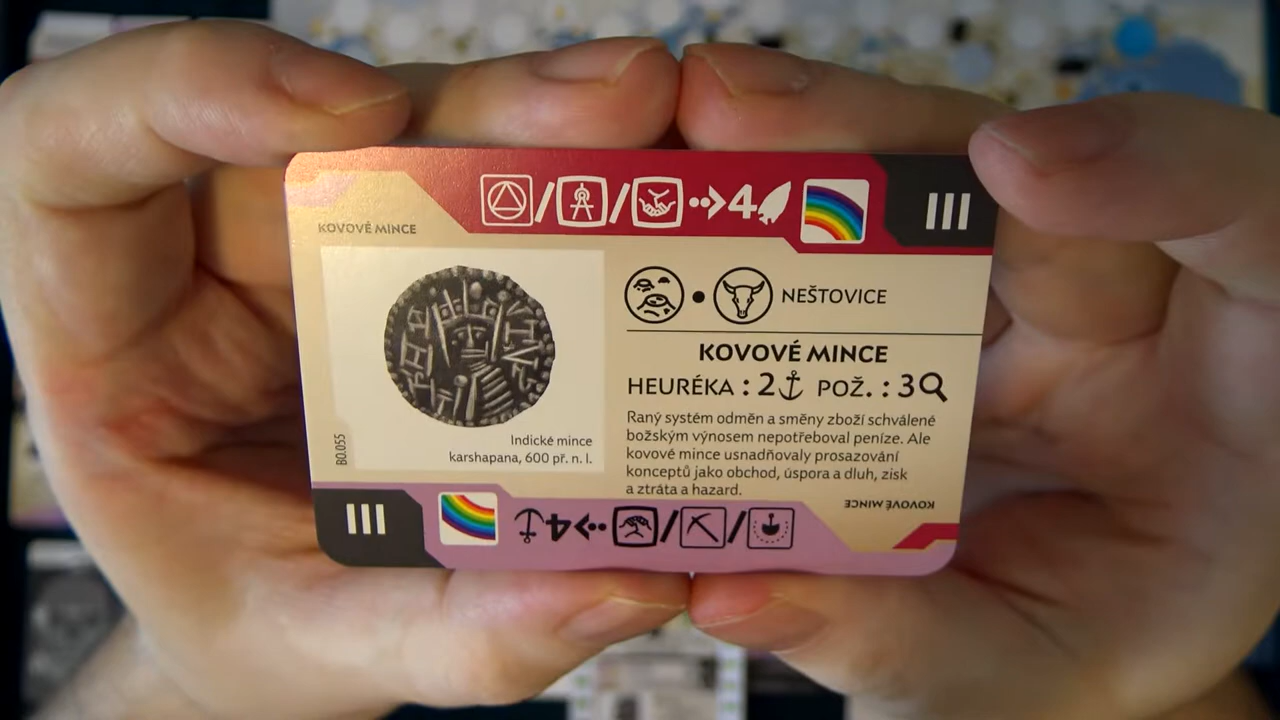 KOVOVÉ MINCE
/ / 4
III
NEŠTOVICE
KOVOVÉ MINCE
HEURÉKA : 2 POŽ. : 3
Raný systém odměn a směny zboží schválené
božským výnosem nepotřeboval peníze. Ale
kovové mince usnadňovaly prosazování
konceptů jako obchod, úspora a dluh, zisk
a ztráta a hazard.
Indické mince
karshapana, 600 př. n. l.
B0.055
KOVOVÉ MINCE
III
/ / 4